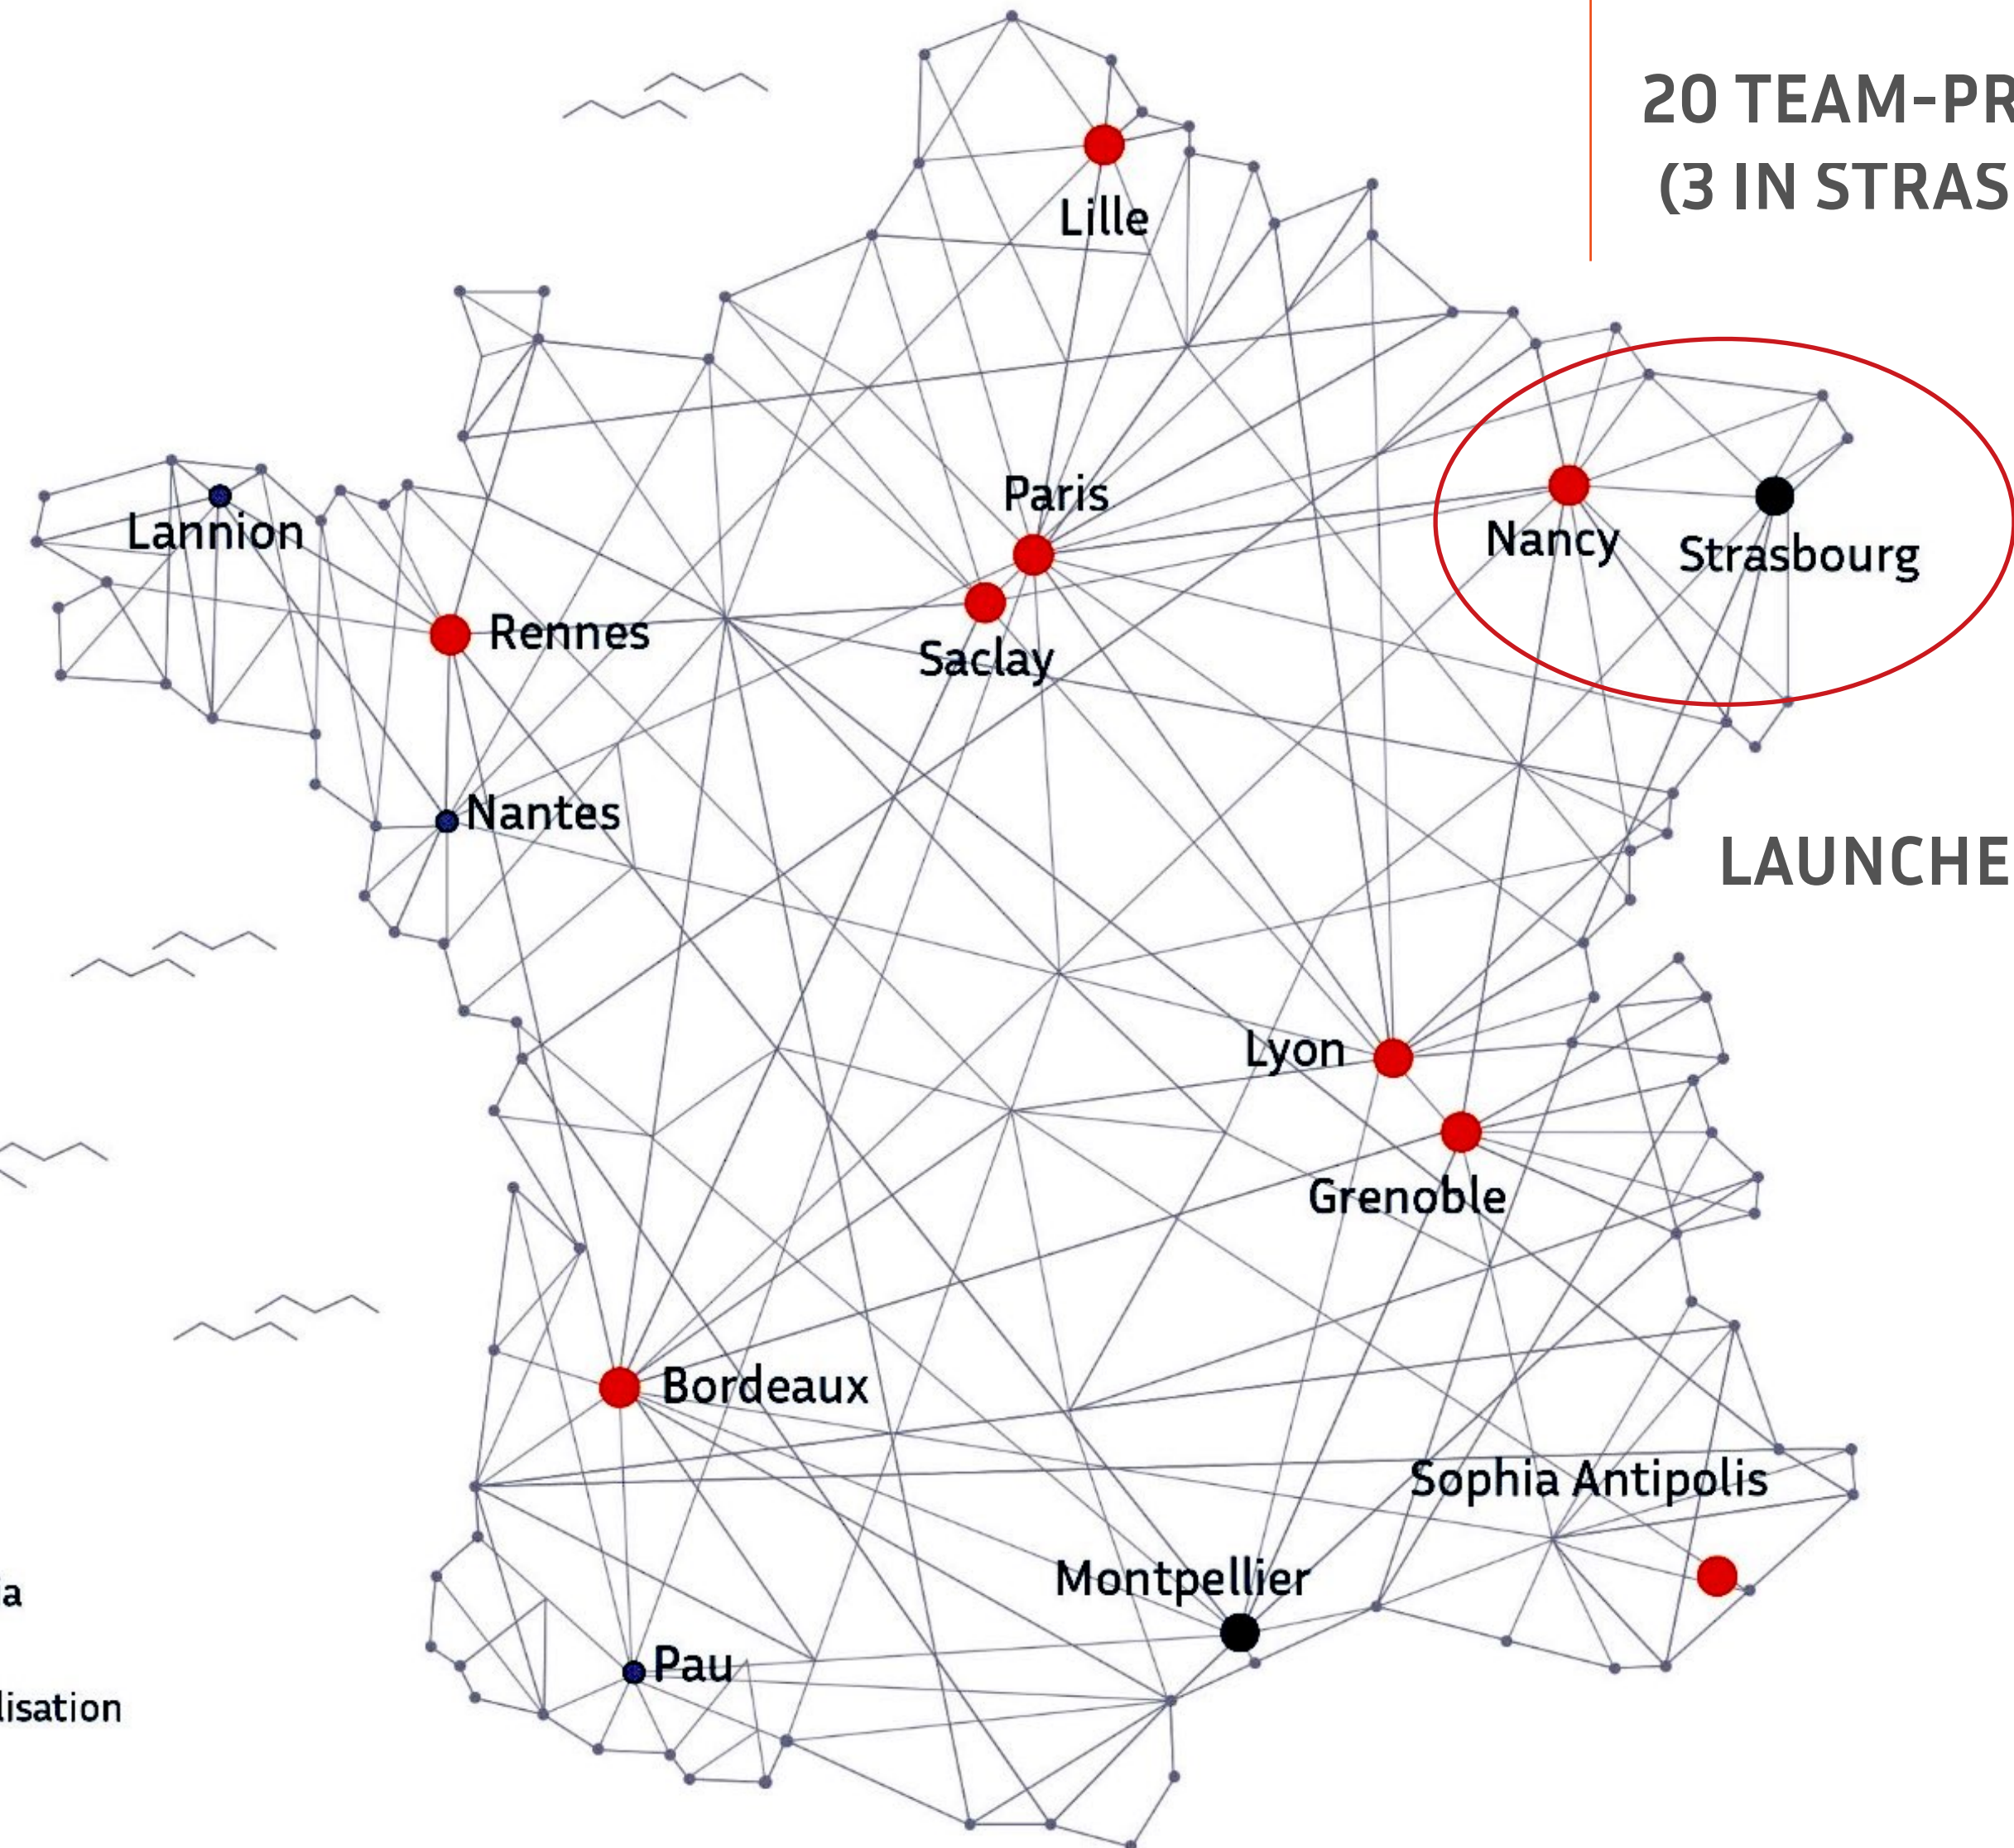 20 TEAM-PR
(3 IN STRAS
Lille
Paris
Lannion
Nancy
Strasbourg
Rennes
Saclay
Nantes
LAUNCHE
Lyon
Grenoble
Bordeaux
Sophia Antipolis
Montpellier
ia
Pau
lisation